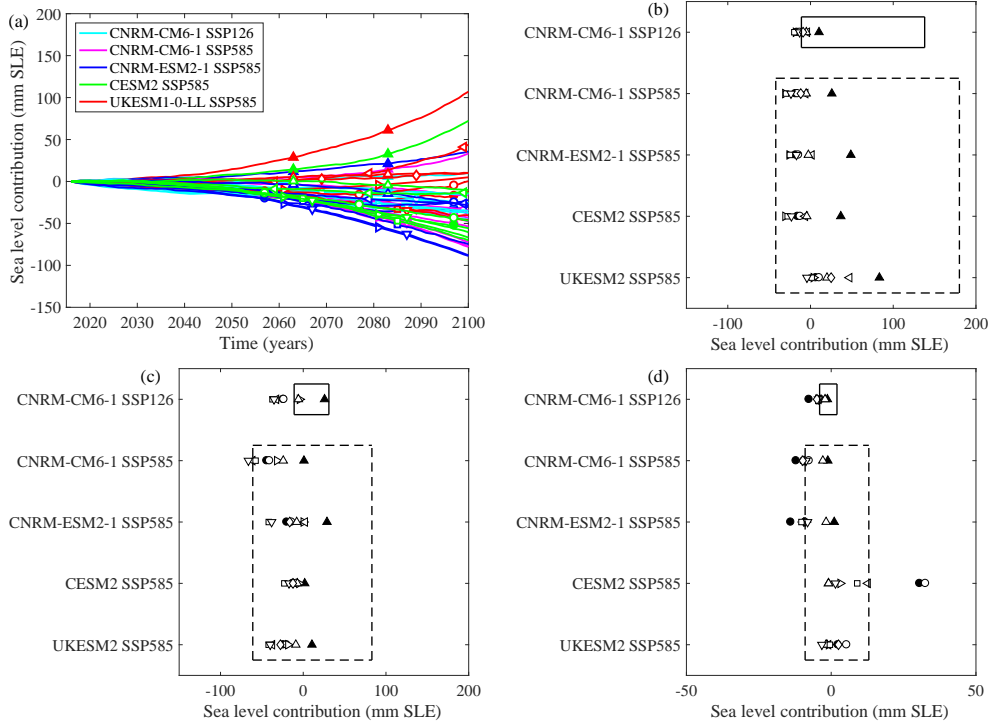 (a)
CNRM-CM6-1 SSP126
CNRM-CM6-1 SSP585
CNRM-ESM2-1 SSP585
CESM2 SSP585
UKESM1-0-LL SSP585
200
150
100
50
0
-50
-100
-150
Sea level contribution (mm SLE)
2020 2030 2040 2050 2060 2070 2080 2090 2100
Time (years)
(b)
CNRM-CM6-1 SSP126
CNRM-CM6-1 SSP585
CNRM-ESM2-1 SSP585
CESM2 SSP585
UKESM2 SSP585
-100 0 100 200
Sea level contribution (mm SLE)
(c)
CNRM-CM6-1 SSP126
CNRM-CM6-1 SSP585
CNRM-ESM2-1 SSP585
CESM2 SSP585
UKESM2 SSP585
-100 0 100 200
Sea level contribution (mm SLE)
(d)
CNRM-CM6-1 SSP126
CNRM-CM6-1 SSP585
CNRM-ESM2-1 SSP585
CESM2 SSP585
UKESM2 SSP585
-50 0 50
Sea level contribution (mm SLE)